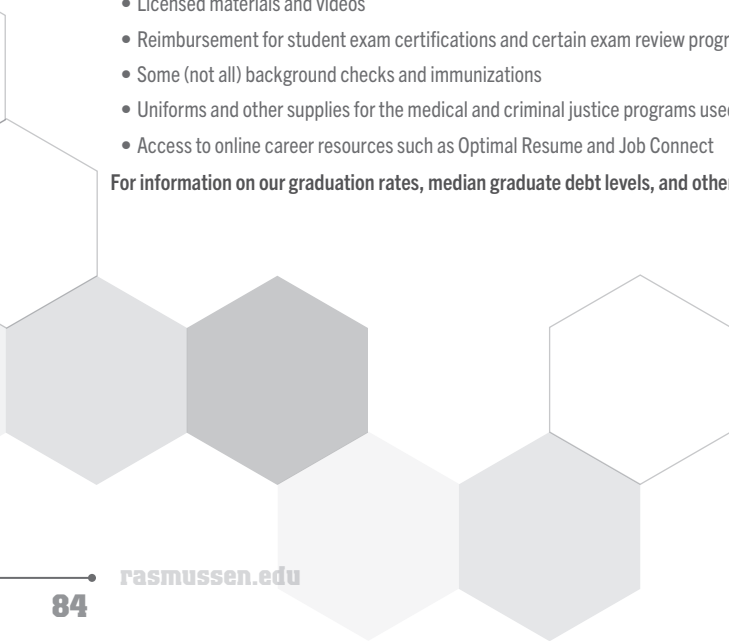 • Licensed materials and videos
• Reimbursement for student exam certifications and certain exam review progr
• Some (not all) background checks and immunizations
• Uniforms and other supplies for the medical and criminal justice programs use
• Access to online career resources such as Optimal Resume and Job Connect
For information on our graduation rates, median graduate debt levels, and othe
rasmussen.edu
84